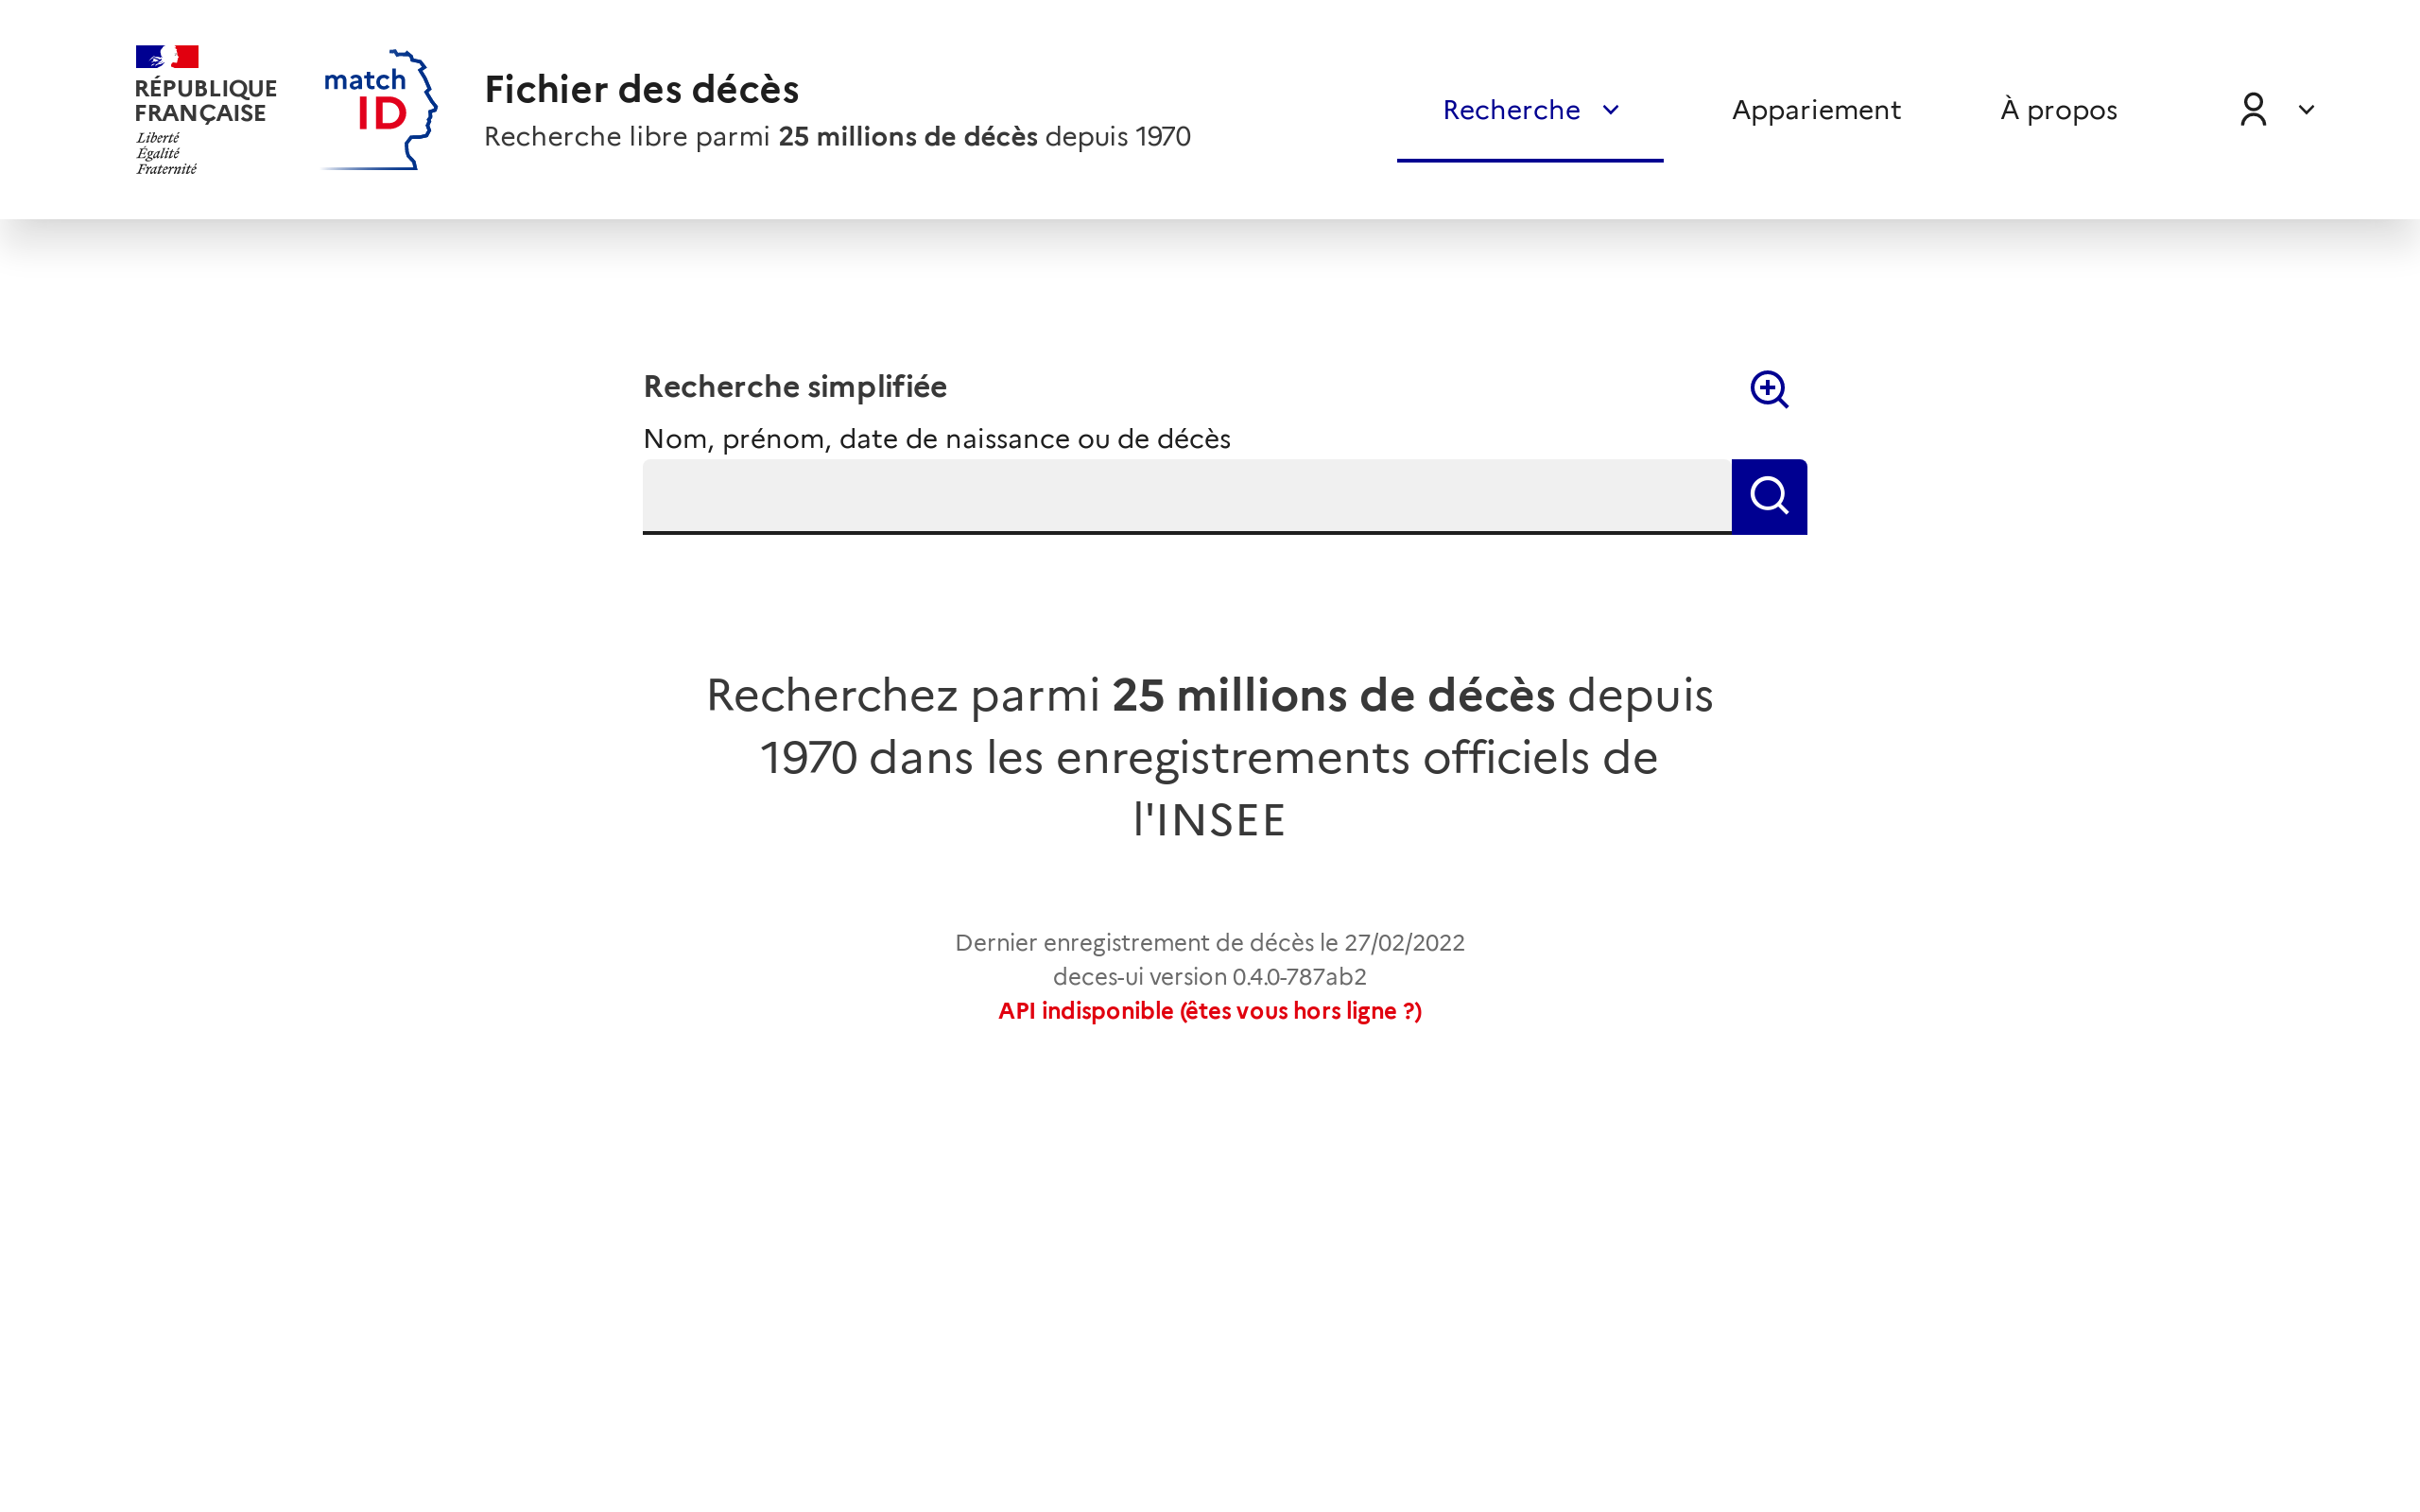 RÉPUBLIQUE
FRANÇAISE
Liberté
Égalité
Fraternité
match
ID
Fichier des décès
Recherche libre parmi 25 millions de décès depuis 1970
Recherche
Appariement
À propos
Recherche simplifiée
Nom, prénom, date de naissance ou de décès
Recherchez parmi 25 millions de décès depuis
1970 dans les enregistrements officiels de
l'INSEE
Dernier enregistrement de décès le 27/02/2022
deces-ui version 0.4.0-787ab2
API indisponible (êtes vous hors ligne ?)